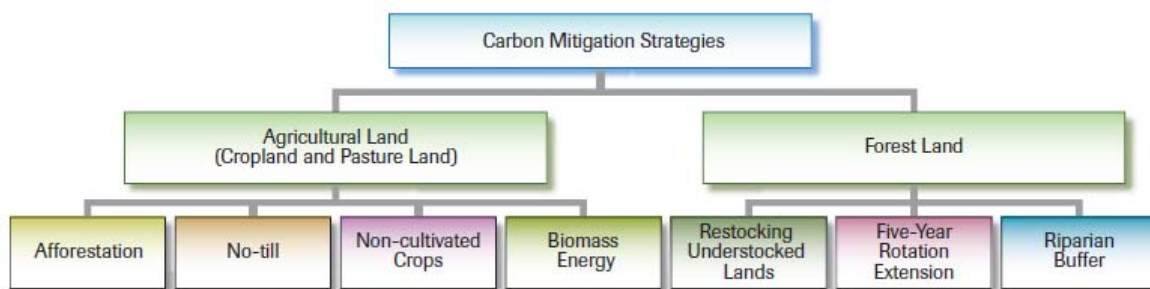 Carbon Mitigation Strategies
Agricultural Land
(Cropland and Pasture Land)
Forest Land
Afforestation
No-till
Non-cultivated
Crops
Biomass
Energy
Restocking
Understocked
Lands
Five-Year
Rotation
Extension
Riparian
Buffer